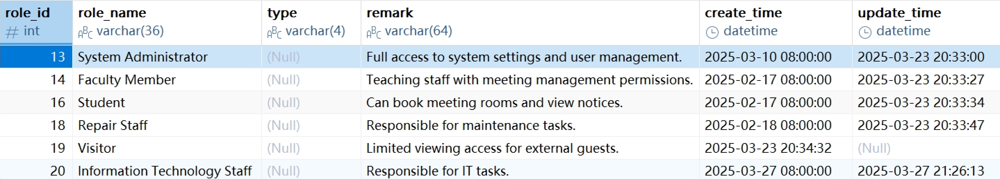 role_id role_name type remark create_time update_time
# int ABC varchar(36) ABC varchar(4) ABC varchar(64) datetime datetime
13 System Administrator (Null) Full access to system settings and user management. 2025-03-10 08:00:00 2025-03-23 20:33:00
14 Faculty Member (Null) Teaching staff with meeting management permissions. 2025-02-17 08:00:00 2025-03-23 20:33:27
16 Student (Null) Can book meeting rooms and view notices. 2025-02-17 08:00:00 2025-03-23 20:33:34
18 Repair Staff (Null) Responsible for maintenance tasks. 2025-02-18 08:00:00 2025-03-23 20:33:47
19 Visitor (Null) Limited viewing access for external guests. 2025-03-23 20:34:32 (Null)
20 Information Technology Staff (Null) Responsible for IT tasks. 2025-03-27 08:00:00 2025-03-27 21:26:13